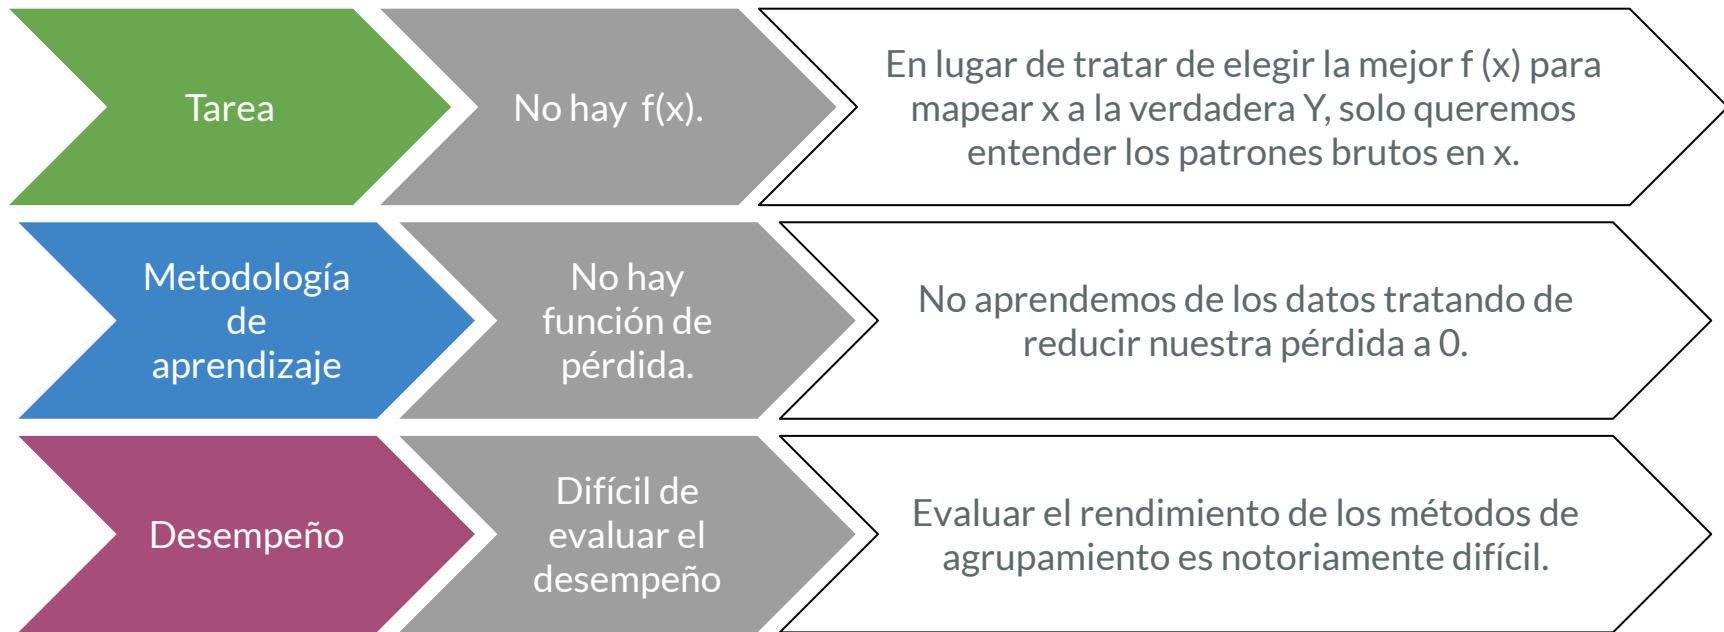 Tarea
No hay f(x).
En lugar de tratar de elegir la mejor f (x) para
mapear x a la verdadera Y, solo queremos
entender los patrones brutos en x.
Metodología
de
aprendizaje
No hay
función de
pérdida.
No aprendemos de los datos tratando de
reducir nuestra pérdida a 0.
Desempeño
Difícil de
evaluar el
desempeño
Evaluar el rendimiento de los métodos de
agrupamiento es notoriamente difícil.